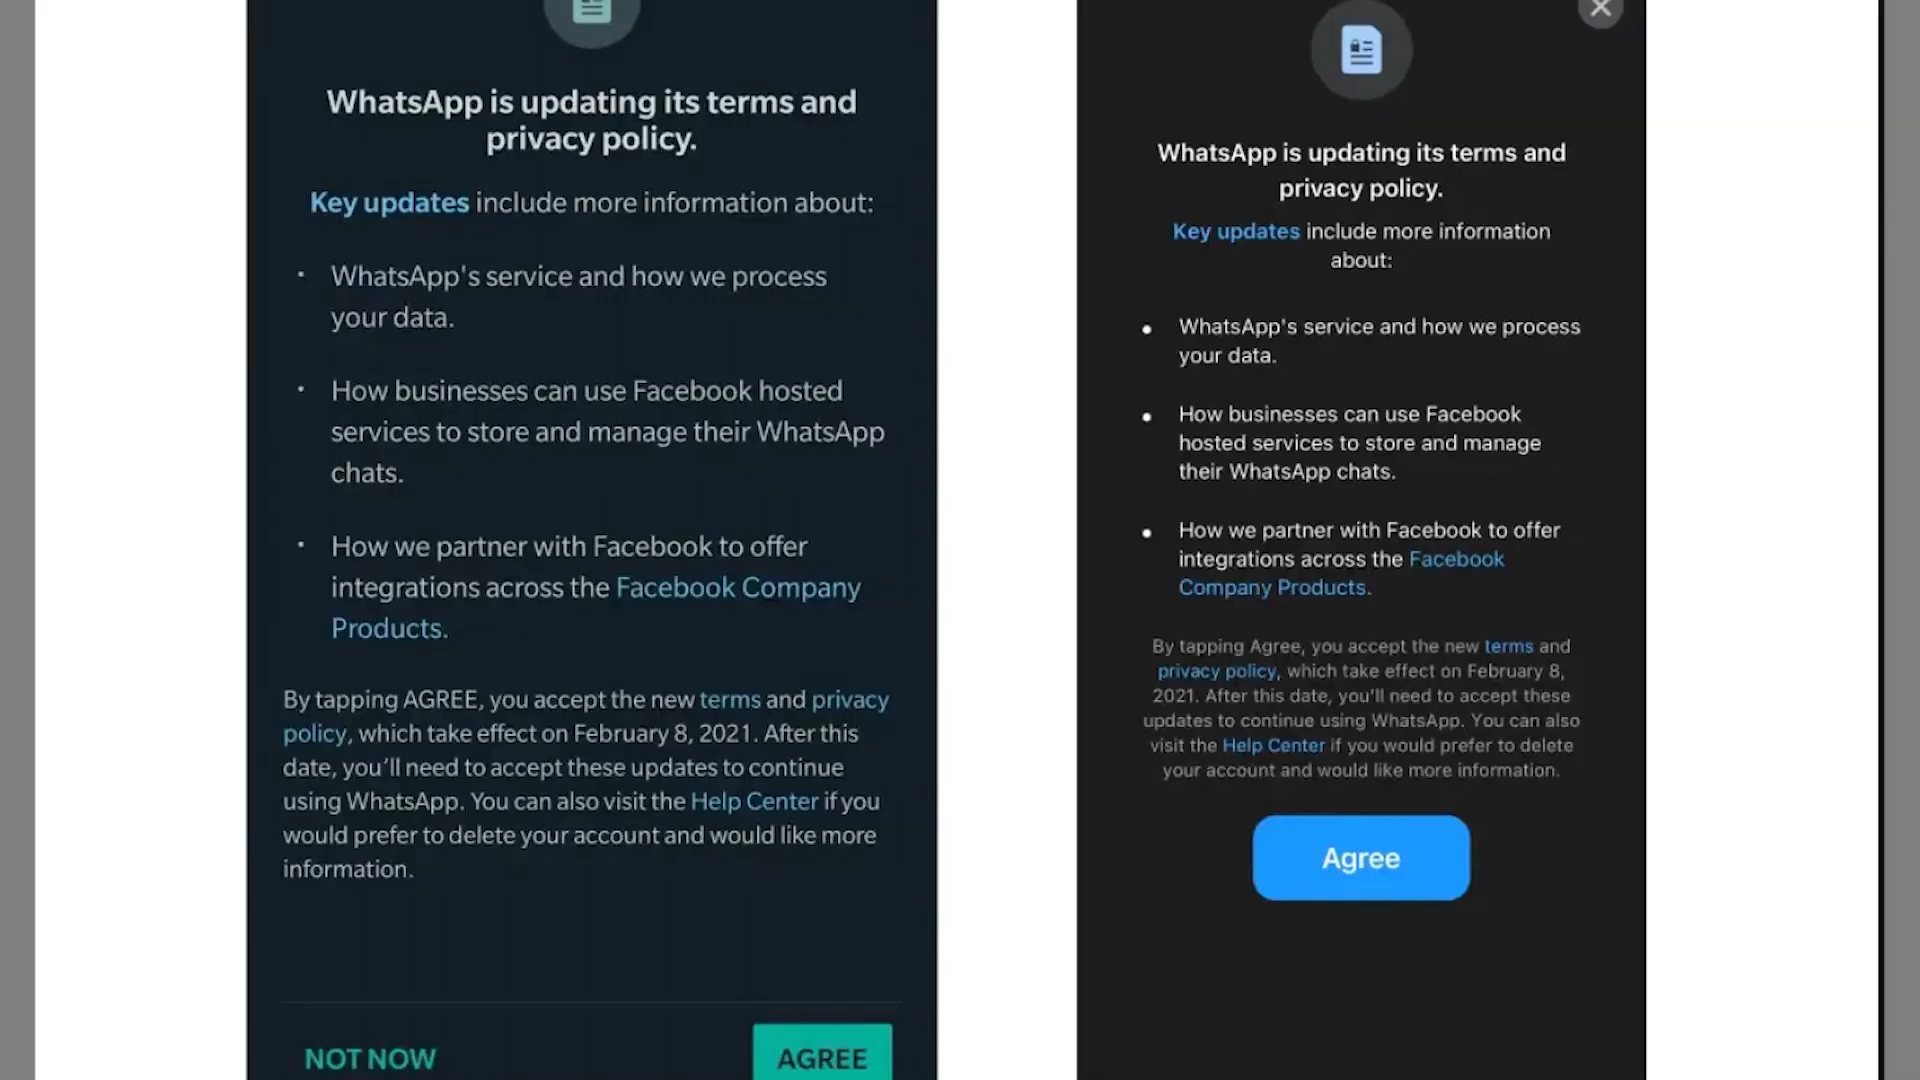 WhatsApp is updating its terms and
privacy policy.
Key updates include more information about:
· WhatsApp's service and how we process
your data.
· How businesses can use Facebook hosted
services to store and manage their WhatsApp
chats.
· How we partner with Facebook to offer
integrations across the Facebook Company
Products.
By tapping AGREE, you accept the new terms and privacy
policy, which take effect on February 8, 2021. After this
date, you’ll need to accept these updates to continue
using WhatsApp. You can also visit the Help Center if you
would prefer to delete your account and would like more
information.
NOT NOW
AGREE
WhatsApp is updating its terms and
privacy policy.
Key updates include more information
about:
• WhatsApp's service and how we process
your data.
• How businesses can use Facebook
hosted services to store and manage
their WhatsApp chats.
• How we partner with Facebook to offer
integrations across the Facebook
Company Products.
By tapping Agree, you accept the new terms and
privacy policy, which take effect on February 8,
2021. After this date, you'll need to accept these
updates to continue using WhatsApp. You can also
visit the Help Center if you would prefer to delete
your account and would like more information.
Agree